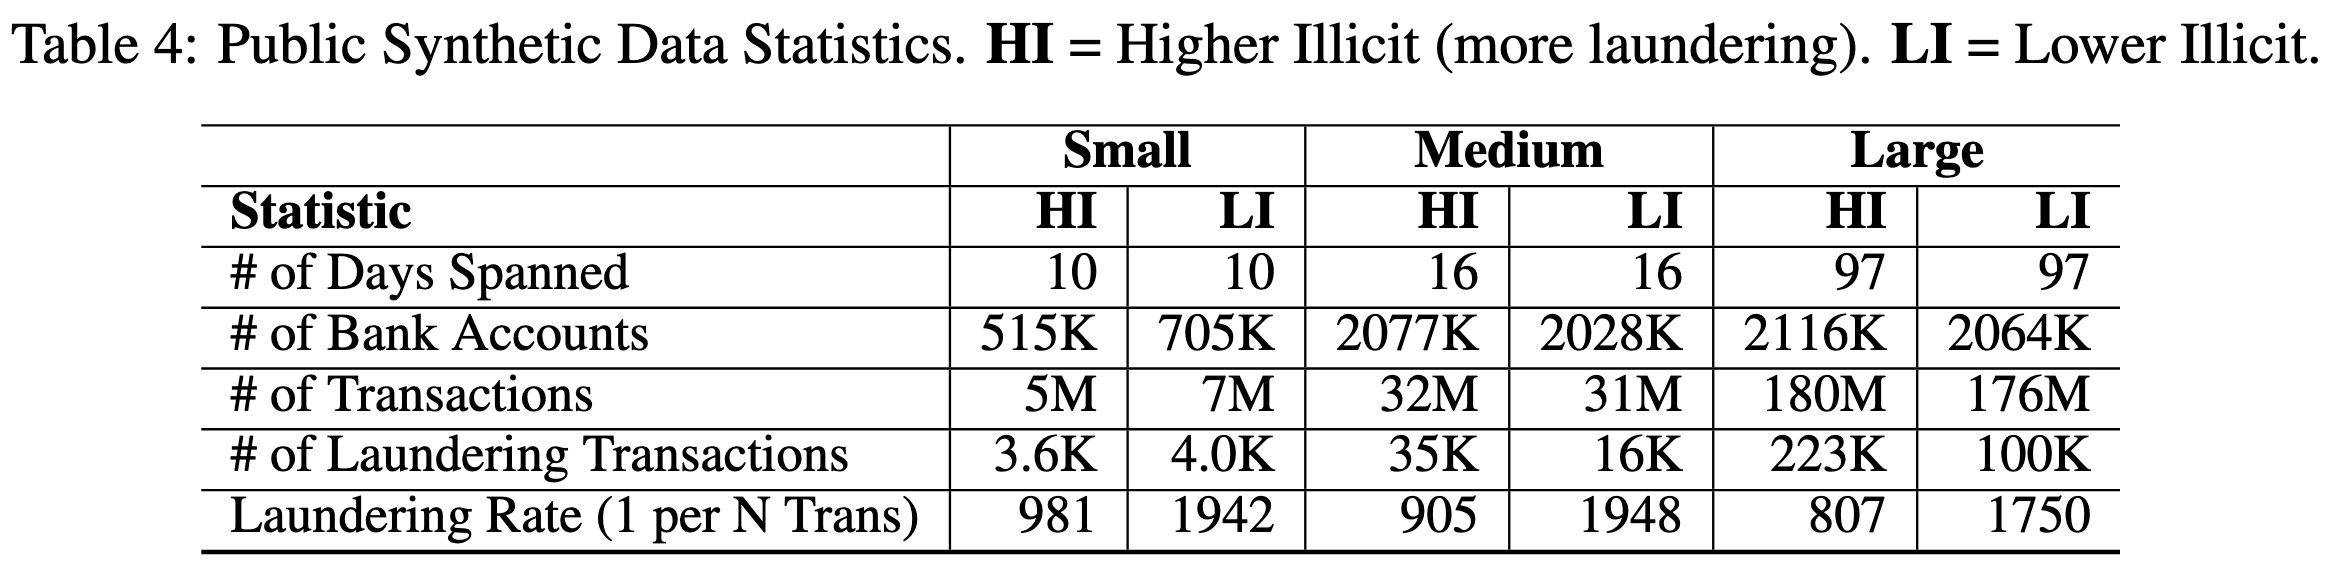 Table 4: Public Synthetic Data Statistics. HI = Higher Illicit (more laundering). LI = Lower Illicit.
Small Medium Large
Statistic HI LI HI LI HI LI
# of Days Spanned 10 10 16 16 97 97
# of Bank Accounts 515K 705K 2077K 2028K 2116K 2064K
# of Transactions 5M 7M 32M 31M 180M 176M
# of Laundering Transactions 3.6K 4.0K 35K 16K 223K 100K
Laundering Rate (1 per N Trans) 981 1942 905 1948 807 1750